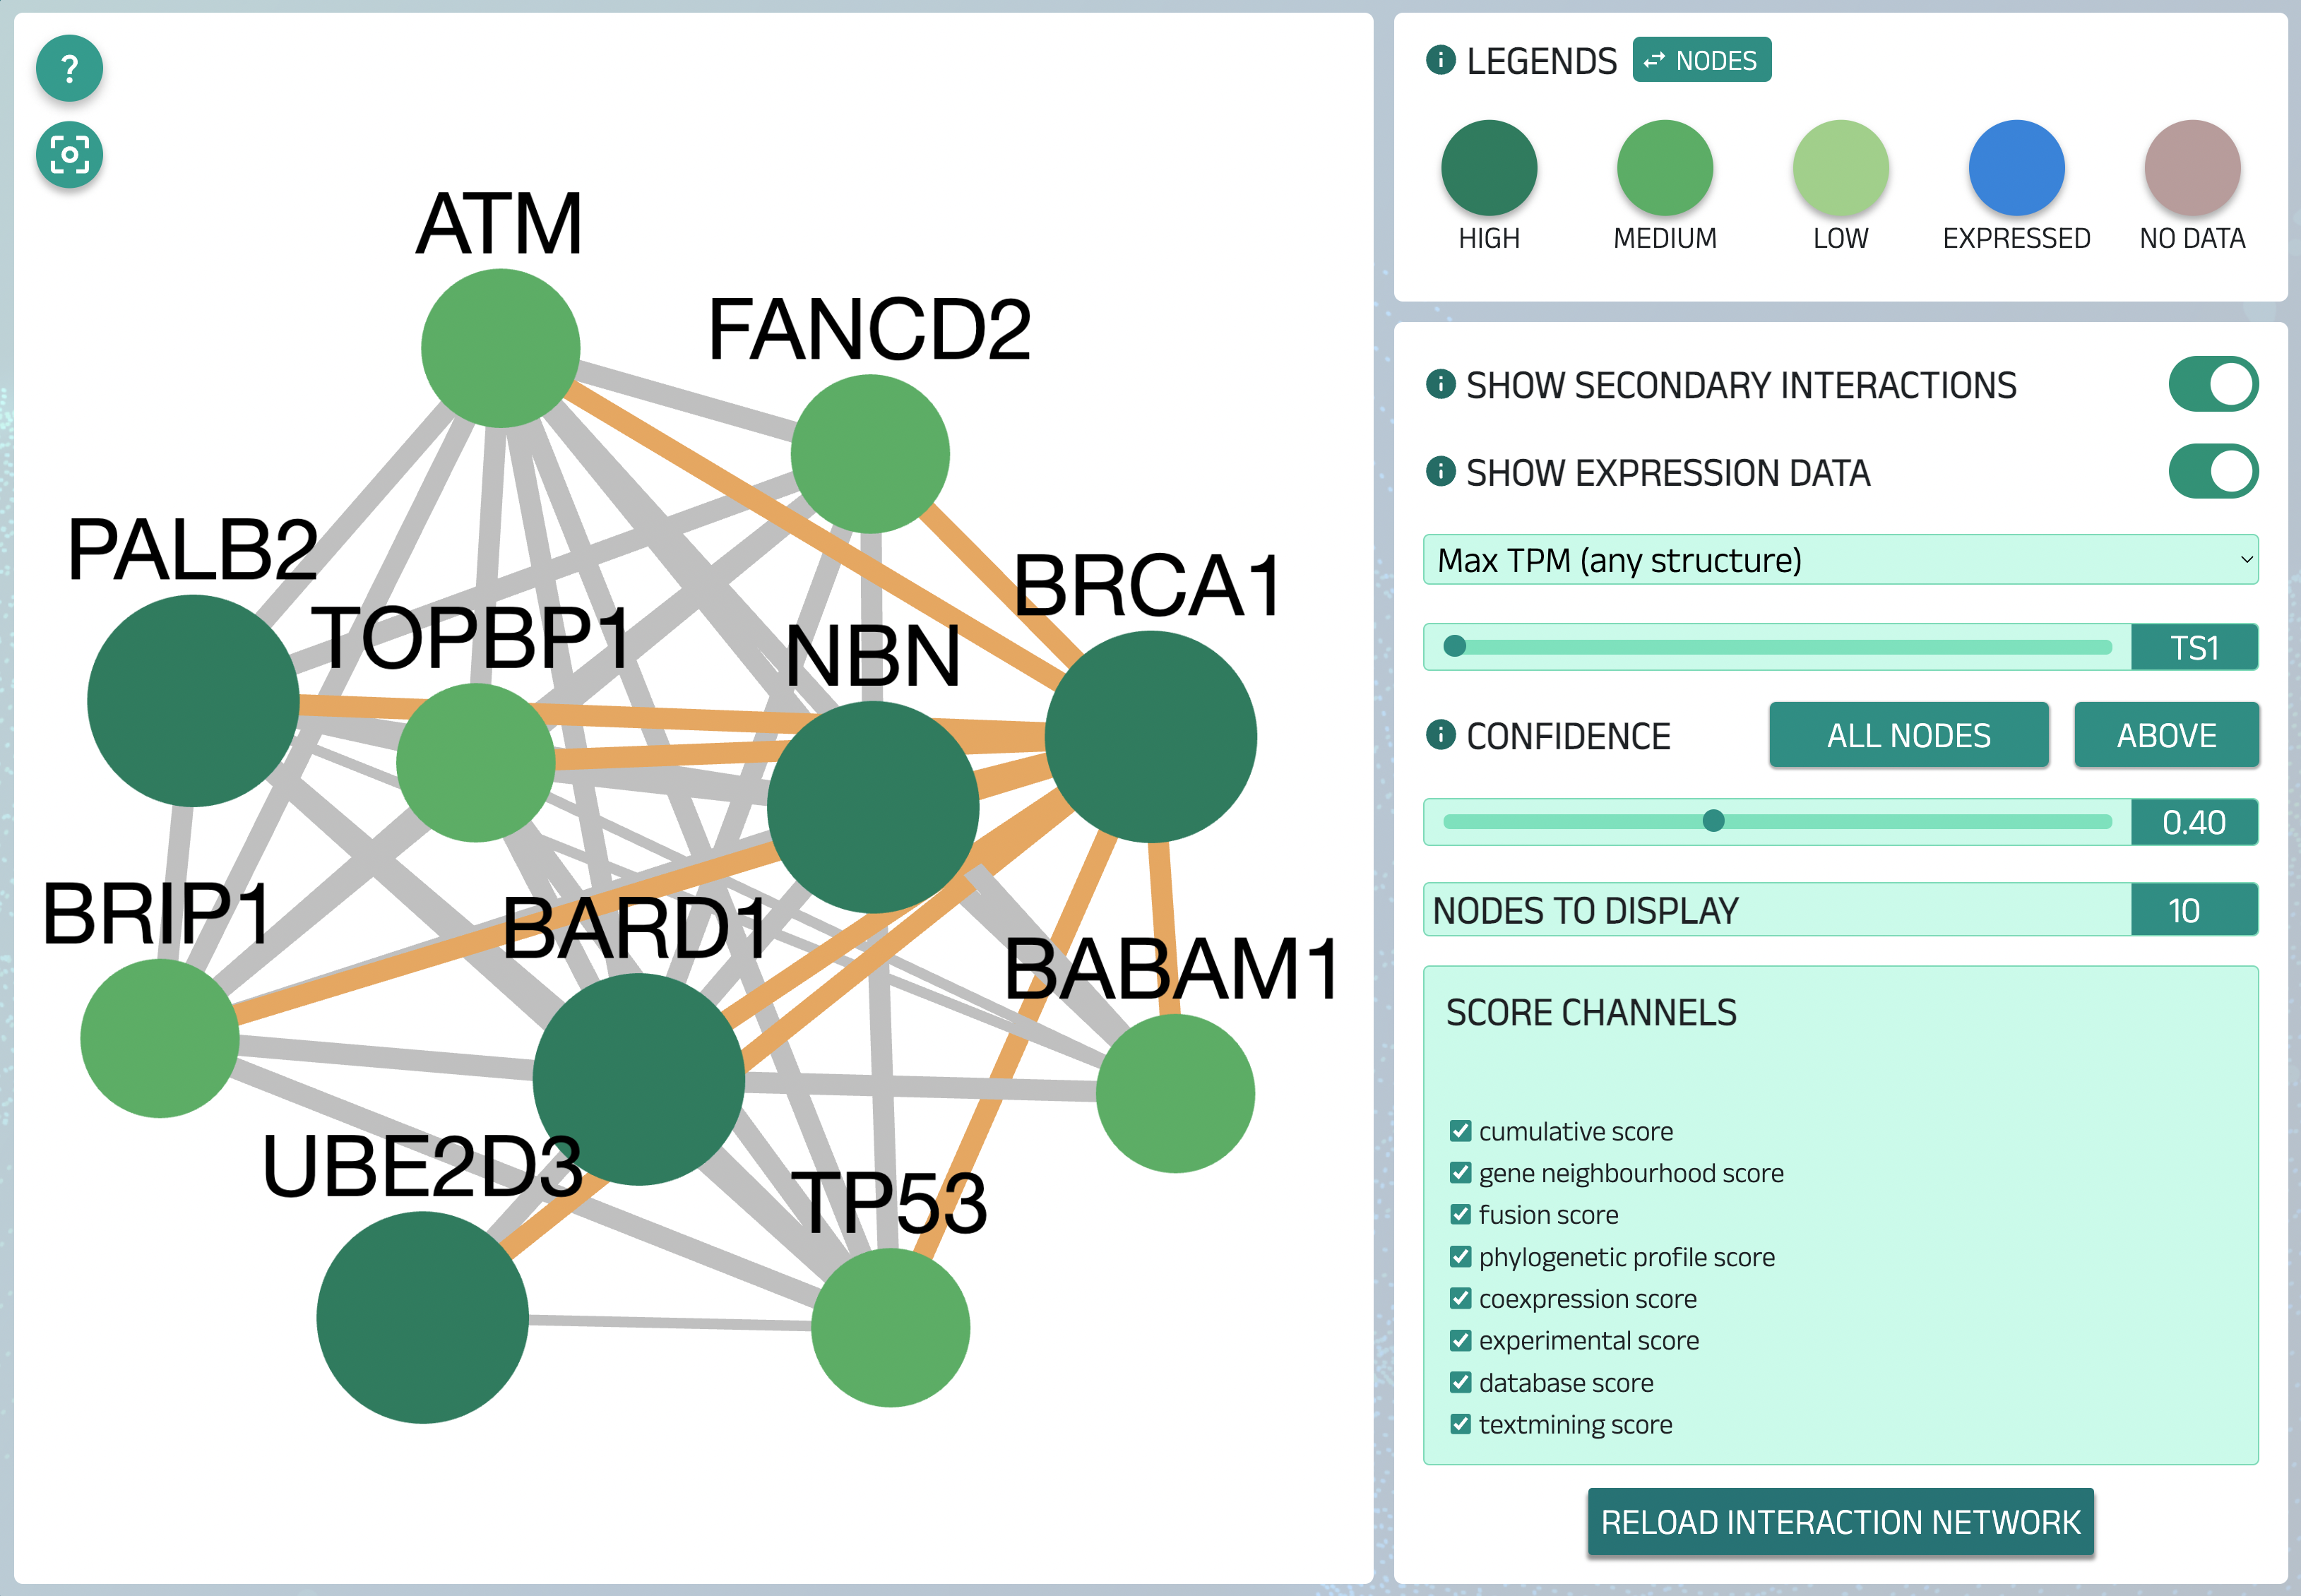 ?
ATM
FANCD2
PALB2
BRCA1
TOPBP1
NBN
BRIP1
BARD1
BABAM1
UBE2D3
TP53
LEGENDS
NODES
HIGH
MEDIUM
LOW
EXPRESSED
NO DATA
SHOW SECONDARY INTERACTIONS
SHOW EXPRESSION DATA
Max TPM (any structure)
TS1
CONFIDENCE
ALL NODES
ABOVE
0.40
NODES TO DISPLAY
10
SCORE CHANNELS
cumulative score
gene neighbourhood score
fusion score
phylogenetic profile score
coexpression score
experimental score
database score
textmining score
RELOAD INTERACTION NETWORK